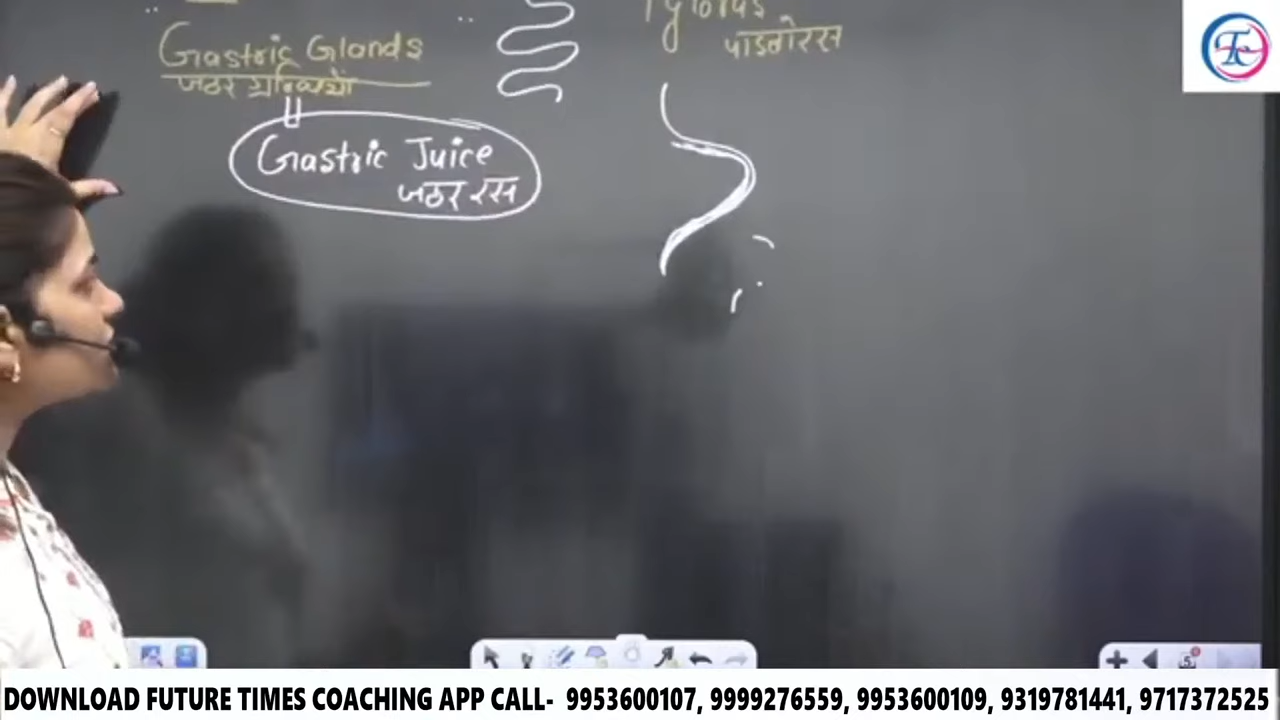 Gastric Glands
जठर ग्रन्थियाँ
Gastric Juice
जठर रस
Pylorus
पाइलोरस
DOWNLOAD FUTURE TIMES COACHING APP CALL- 9953600107, 9999276559, 9953600109, 9319781441, 9717372525